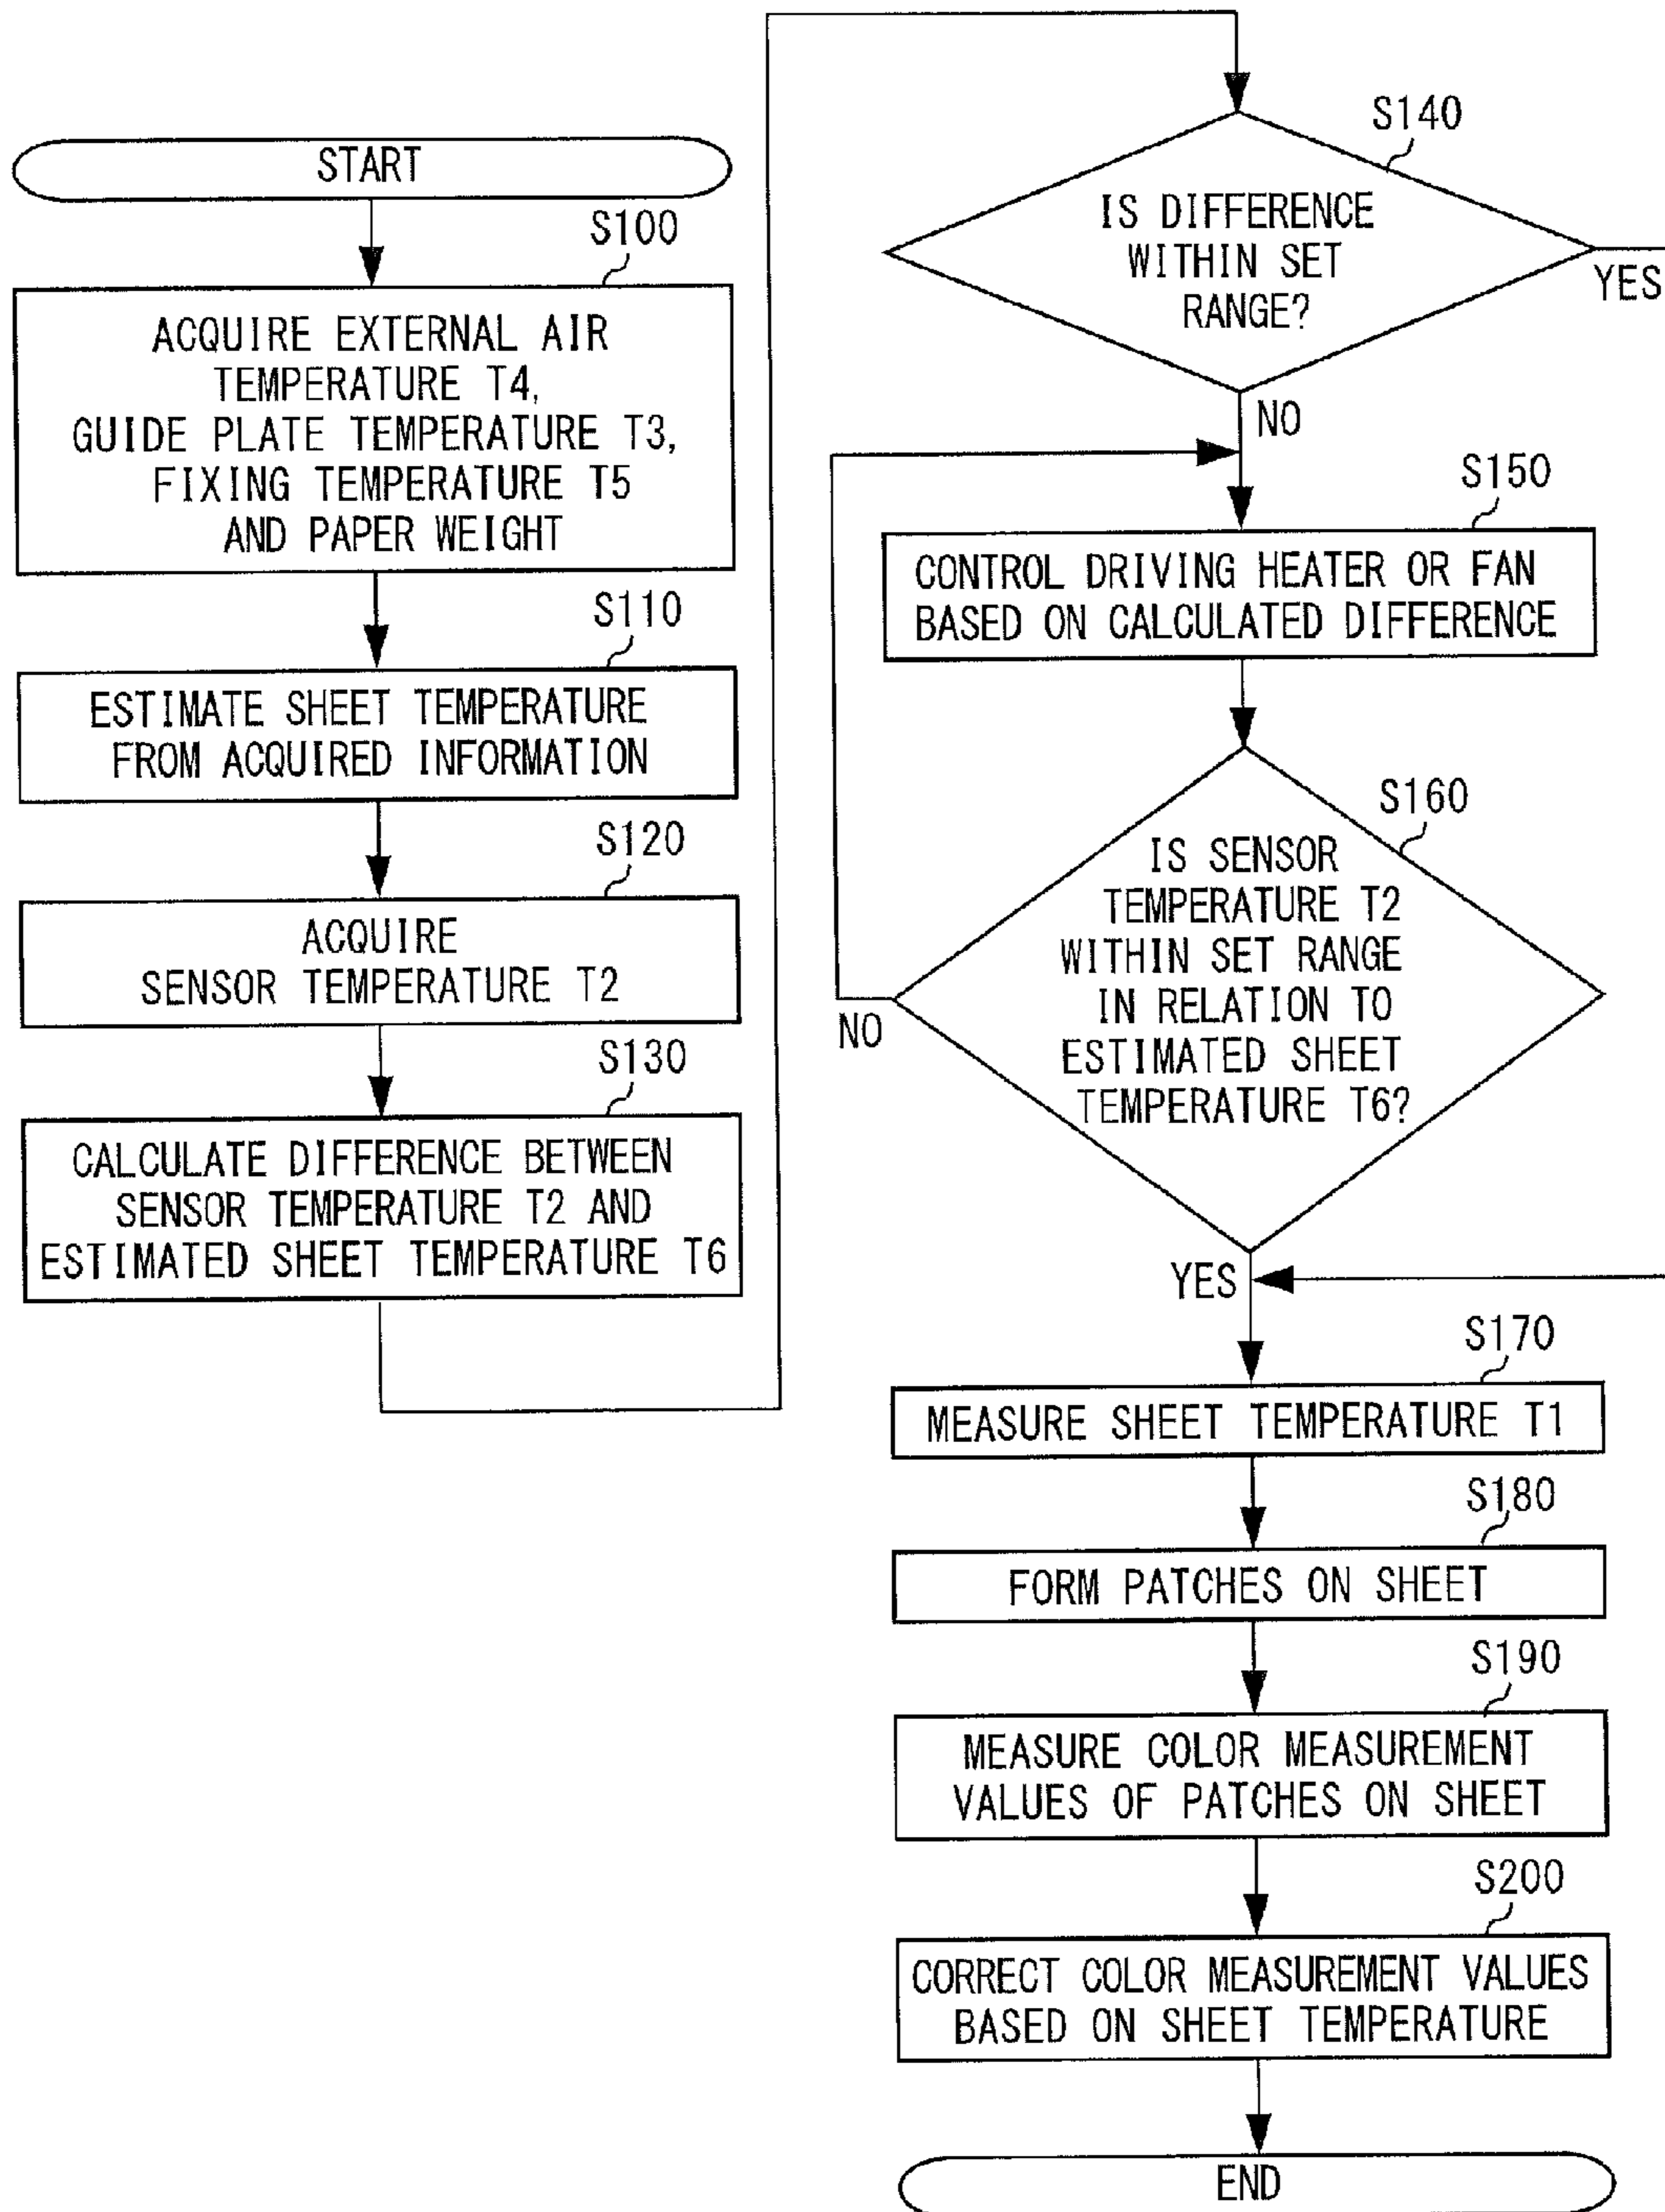 START
S100
ACQUIRE EXTERNAL AIR
TEMPERATURE T4,
GUIDE PLATE TEMPERATURE T3,
FIXING TEMPERATURE T5
AND PAPER WEIGHT
S110
ESTIMATE SHEET TEMPERATURE
FROM ACQUIRED INFORMATION
S120
ACQUIRE
SENSOR TEMPERATURE T2
S130
CALCULATE DIFFERENCE BETWEEN
SENSOR TEMPERATURE T2 AND
ESTIMATED SHEET TEMPERATURE T6
S140
IS DIFFERENCE
WITHIN SET
RANGE?
YES
NO
S150
CONTROL DRIVING HEATER OR FAN
BASED ON CALCULATED DIFFERENCE
S160
IS SENSOR
TEMPERATURE T2
WITHIN SET RANGE
IN RELATION TO
ESTIMATED SHEET
TEMPERATURE T6?
NO
YES
S170
MEASURE SHEET TEMPERATURE T1
S180
FORM PATCHES ON SHEET
S190
MEASURE COLOR MEASUREMENT
VALUES OF PATCHES ON SHEET
S200
CORRECT COLOR MEASUREMENT VALUES
BASED ON SHEET TEMPERATURE
END